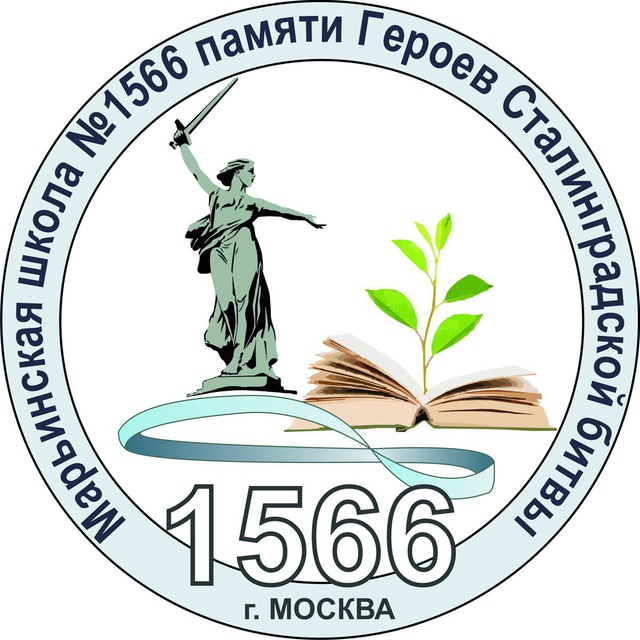 Марьинская школа №1566 памяти Героев Сталинградской битвы
1566
г. МОСКВА